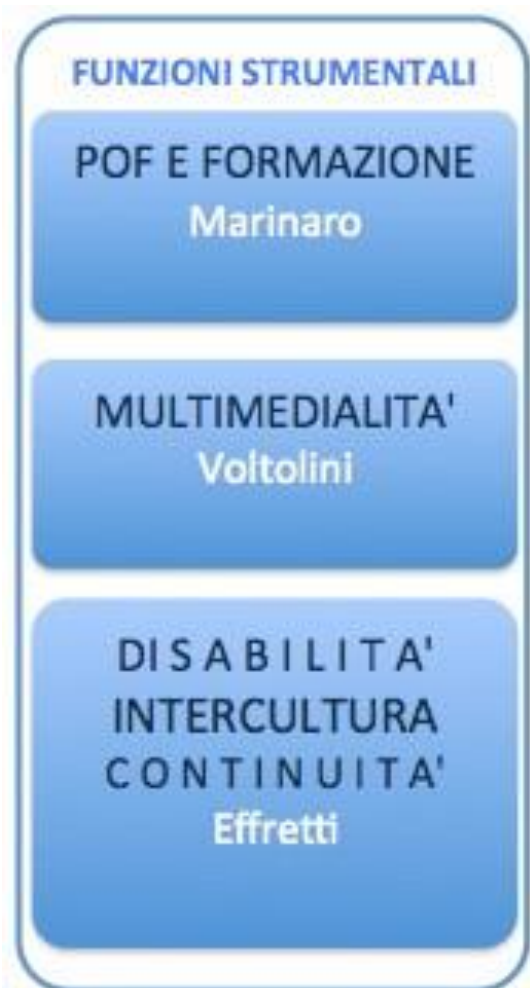 FUNZIONI STRUMENTALI
POF E FORMAZIONE
Marinaro
MULTIMEDIALITA'
Voltolini
DISABILITA'
INTERCULTURA
CONTINUITA'
Effretti